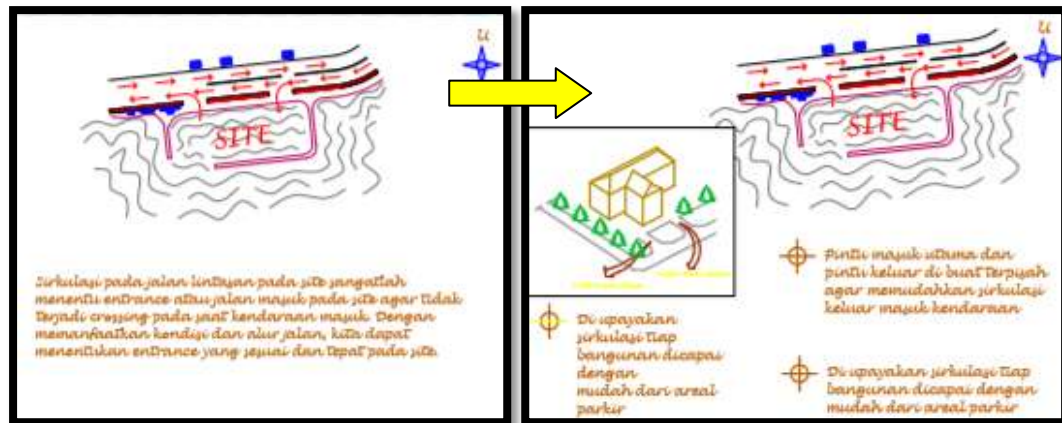 U
SITE
Sirkulasi pada jalan lintasan pada site sangatlah
menentu entrance atau jalan masuk pada site agar tidak
terjadi crossing pada saat kendaraan masuk. Dengan
memanfaatkan kondisi dan alur jalan, kita dapat
menentukan entrance yang sesuai dan tepat pada site.
U
SITE
Di upayakan
sirkulasi tiap
bangunan dicapai
dengan
mudah dari areal
parkir
Pintu masuk utama dan
pintu keluar di buat terpisah
agar memudahkan sirkulasi
keluar masuk kendaraan
Di upayakan sirkulasi tiap
bangunan dicapai dengan
mudah dari areal parkir